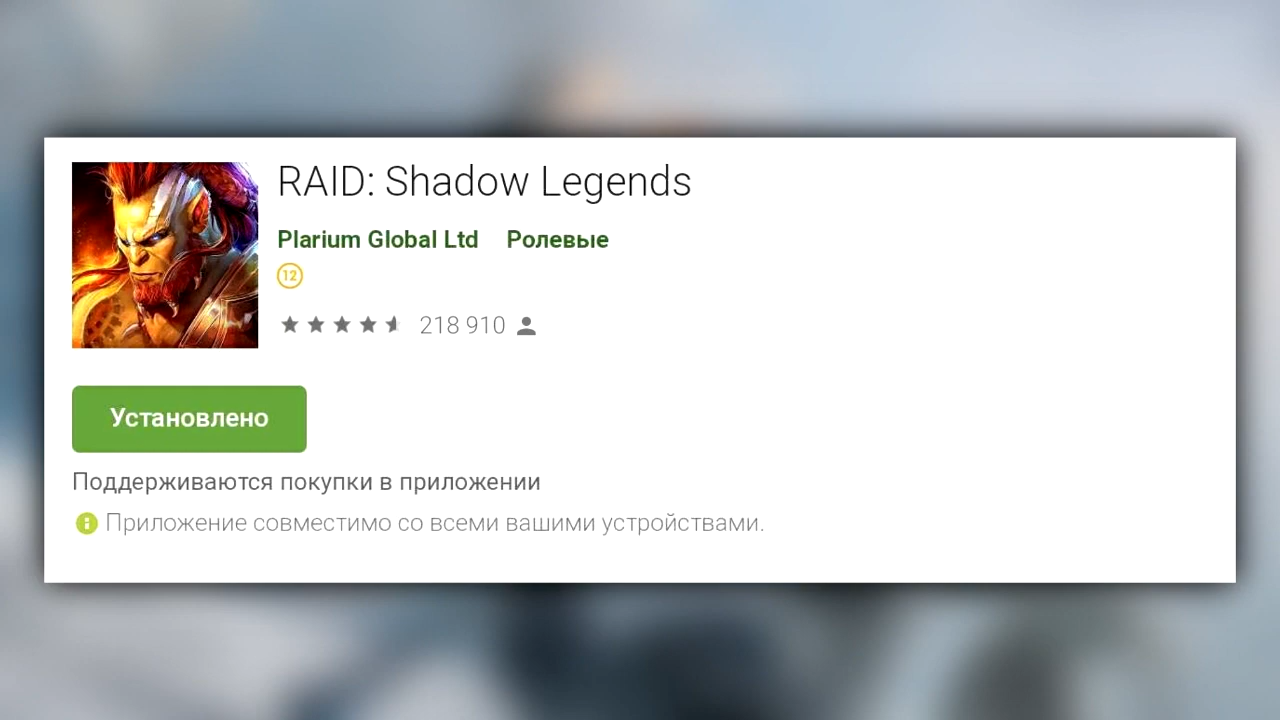 RAID: Shadow Legends
Plarium Global Ltd Ролевые
12
218 910
Установлено
Поддерживаются покупки в приложении
Приложение совместимо со всеми вашими устройствами.